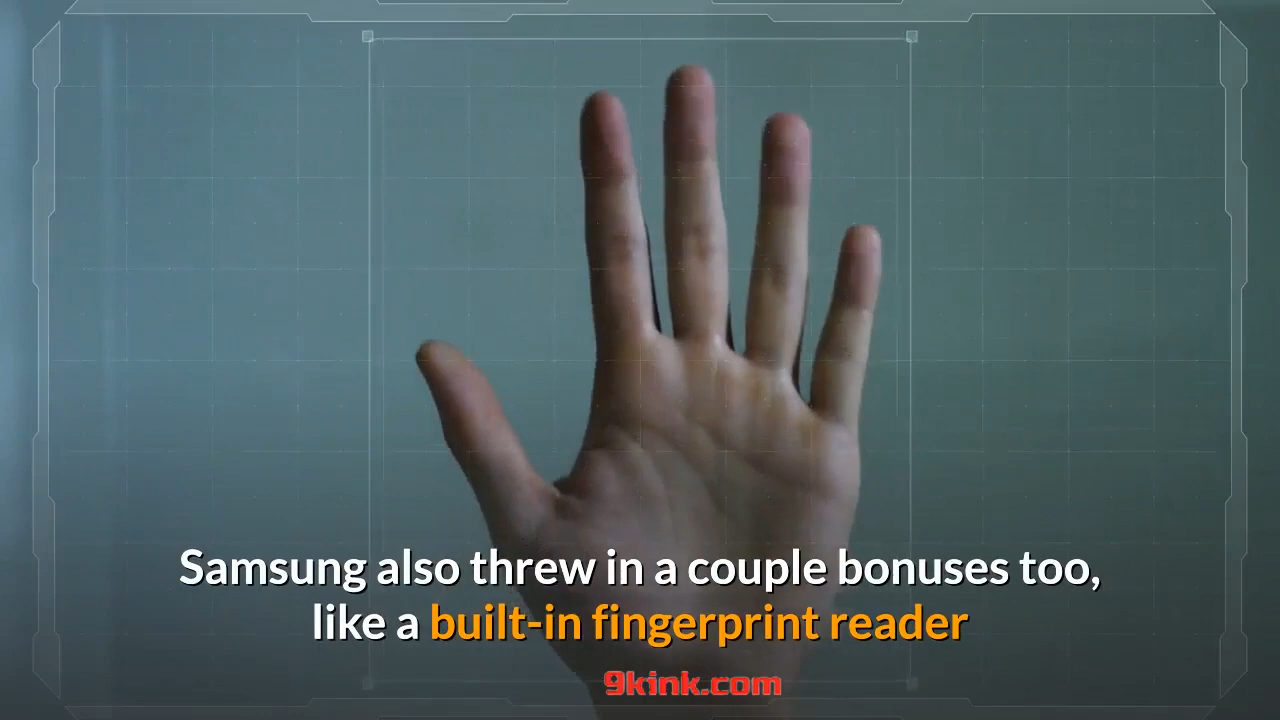 Samsung also threw in a couple bonuses too,
like a built-in fingerprint reader
9kink.com